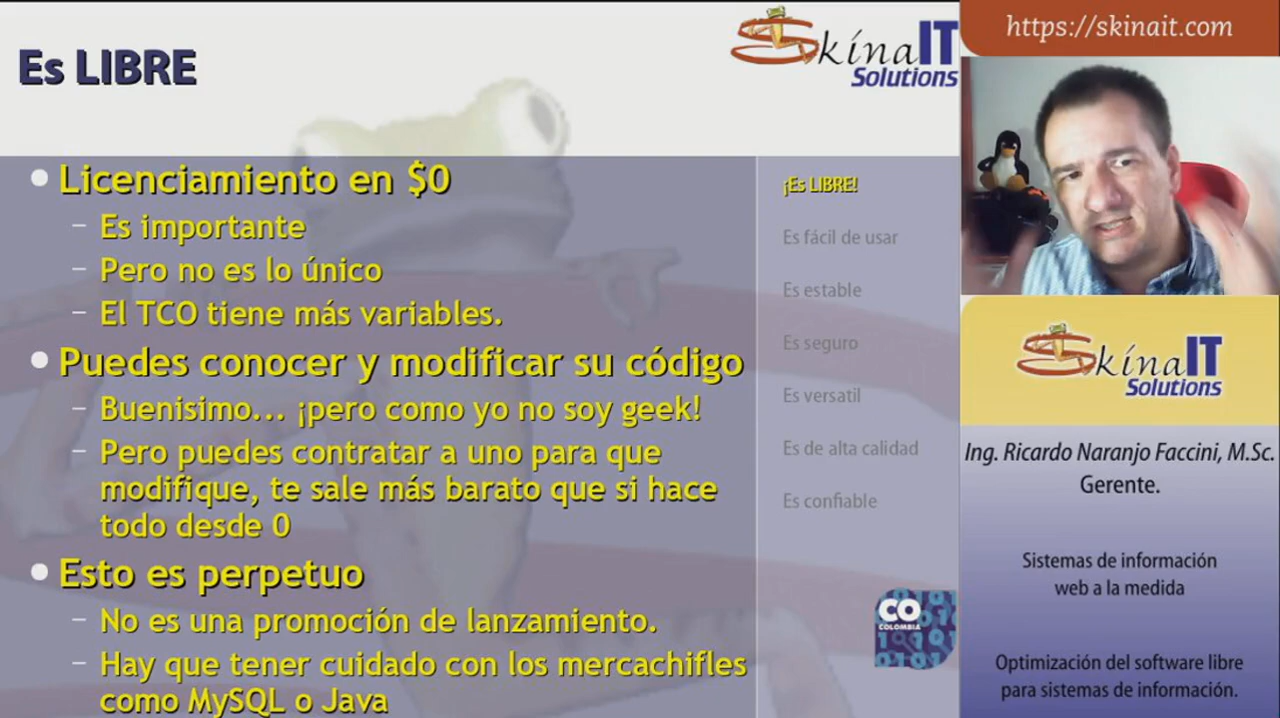 Es LIBRE
SkínaIT
Solutions
https://skinait.com
• Licenciamiento en $0
– Es importante
– Pero no es lo único
– El TCO tiene más variables.
• Puedes conocer y modificar su código
– Buenisimo... ¡pero como yo no soy geek!
– Pero puedes contratar a uno para que
modifique, te sale más barato que si hace
todo desde 0
• Esto es perpetuo
– No es una promoción de lanzamiento.
– Hay que tener cuidado con los mercachifles
como MySQL o Java
¡Es LIBRE!
Es fácil de usar
Es estable
Es seguro
Es versatil
Es de alta calidad
Es confiable
CO
COLOMBIA
SkínaIT
Solutions
Ing. Ricardo Naranjo Faccini, M.Sc.
Gerente.
Sistemas de información
web a la medida
Optimización del software libre
para sistemas de información.